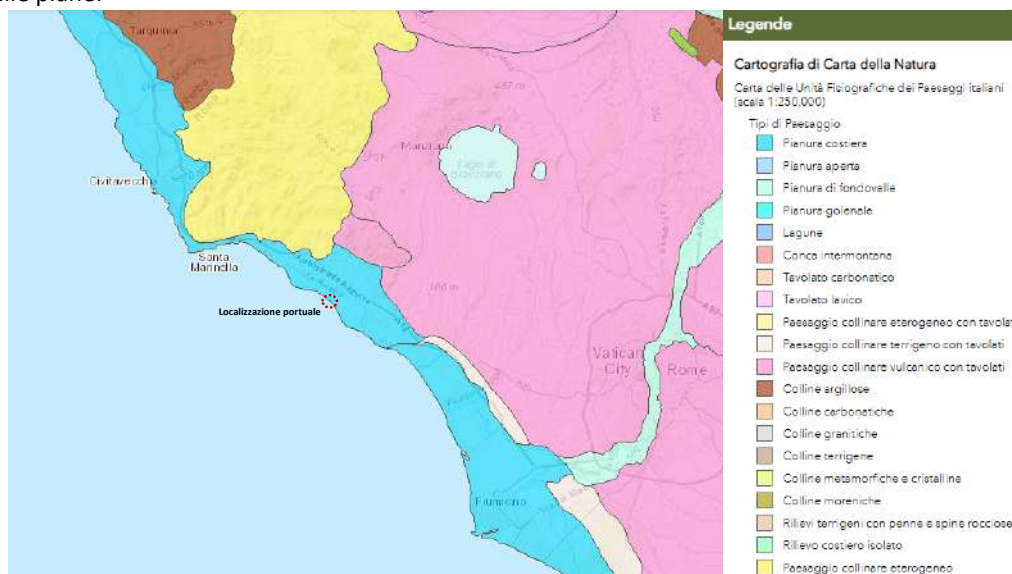 Tarquinia
487 m
Manziana
Lago di
Bracciano
Civitavecchia
Santa
Marinella
Localizzazione portuale
Vatican
City
Rome
Fiumicino
Legende
Cartografia di Carta della Natura
Carta delle Unità Fisiografiche dei Paesaggi italiani
(scala 1:250.000)
Tipi di Paesaggio
Pianura costiera
Pianura aperta
Pianura di fondovalle
Pianura golenale
Lagune
Conca intermontana
Tavolato carbonatico
Tavolato lavico
Paesaggio collinare eterogeneo con tavolat
Paesaggio collinare terrigeno con tavolati
Paesaggio collinare vulcanico con tavolati
Colline argillose
Colline carbonatiche
Colline granitiche
Colline terrigene
Colline metamorfiche e cristalline
Colline moreniche
Rilievi terrigeni con penne e spine rocciose
Rilievo costiero isolato
Paesaggio collinare eterogeneo